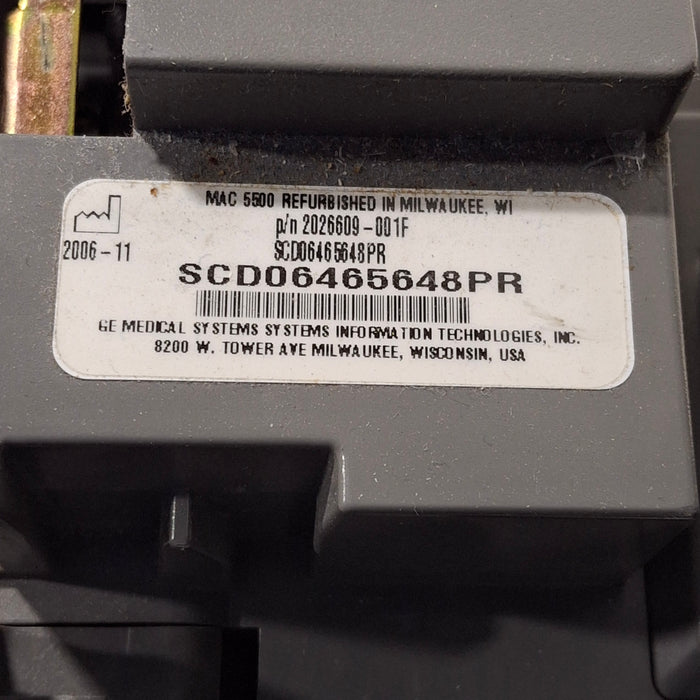 MAC 5500 REFURBISHED IN MILWAUKEE, WI
p/n 2026609-001F
2006-11
SCD06465648PR
SCD06465648PR
GE MEDICAL SYSTEMS SYSTEMS INFORMATION TECHNOLOGIES, INC.
8200 W. TOWER AVE MILWAUKEE, WISCONSIN, USA